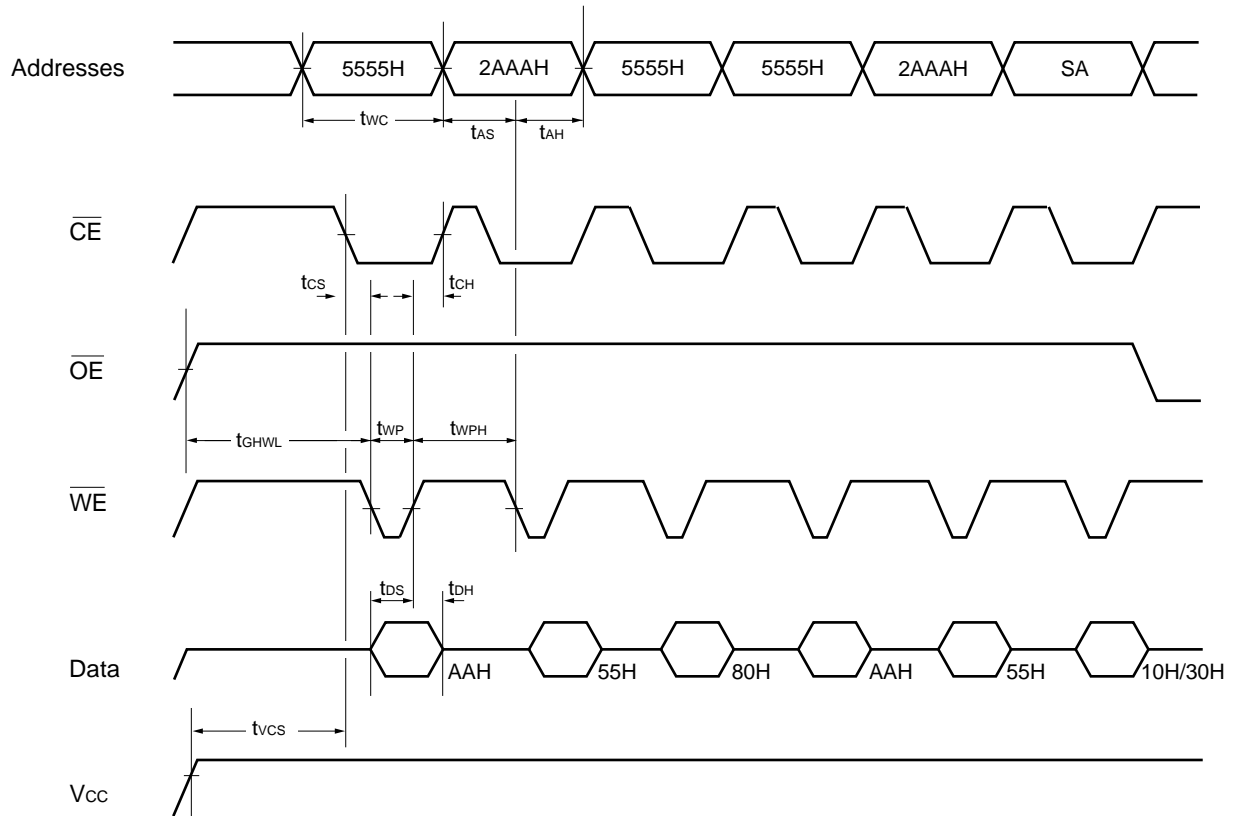 Addresses 5555H 2AAAH 5555H 5555H 2AAAH SA
tWC tAS tAH
CE
tCS tCH
OE
tGHWL tWP tWPH
WE
tDS tDH
Data AAH 55H 80H AAH 55H 10H/30H
tVCS
VCC